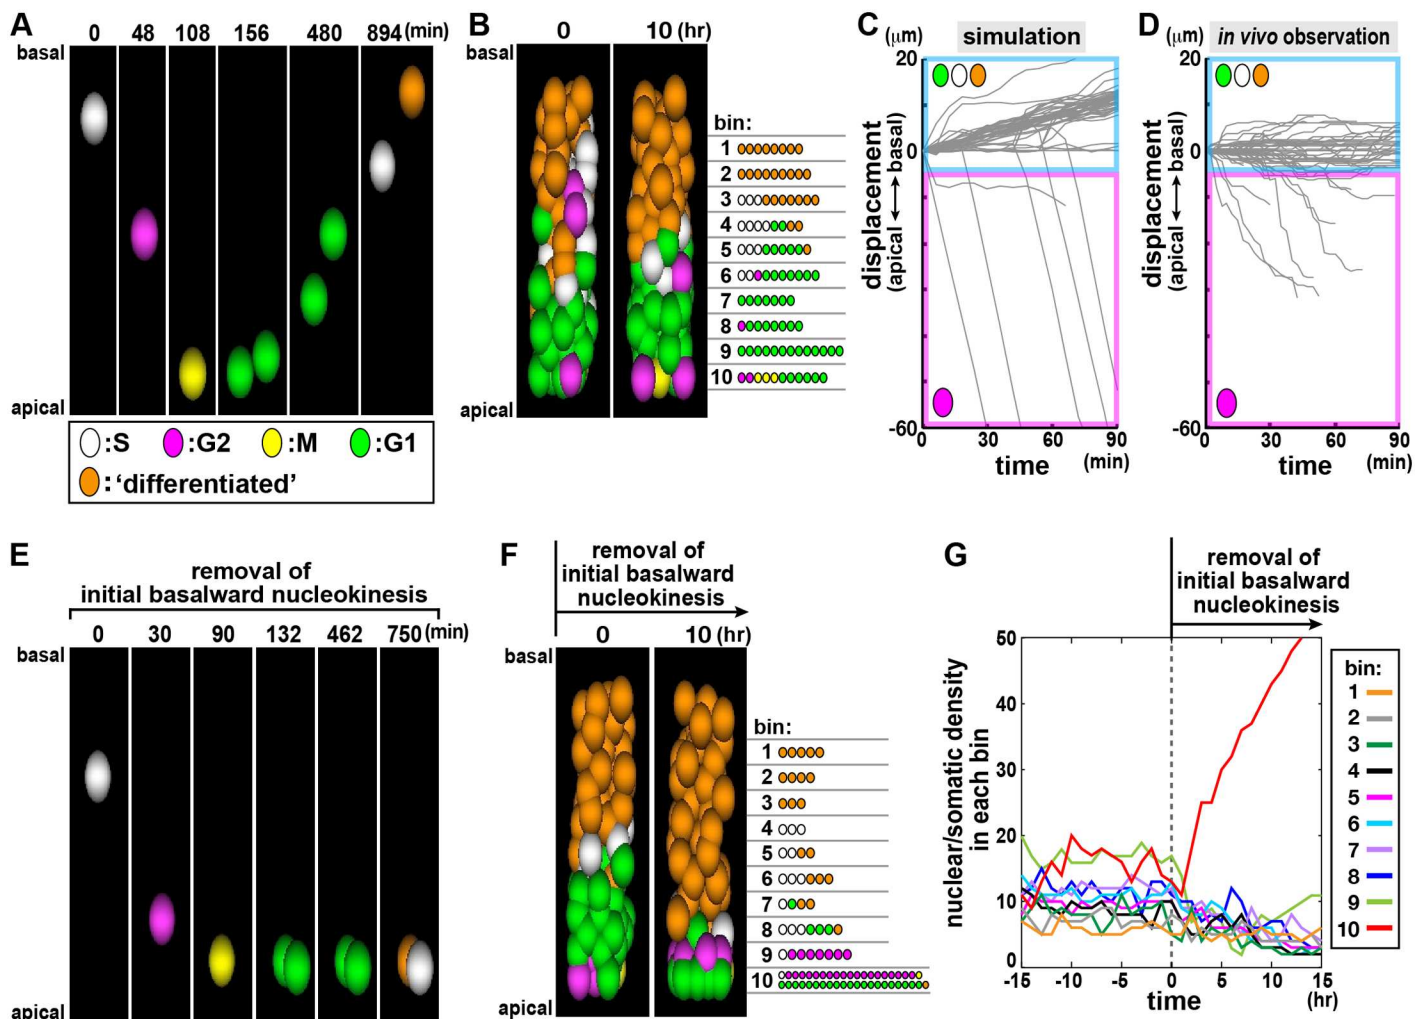 A
0 48 108 156 480 894 (min)
basal
apical
:S :G2 :M :G1
:'differentiated'
B
0 10 (hr)
basal
apical
bin:
1
2
3
4
5
6
7
8
9
10
C (μm) simulation
20
0
-60
displacement
(apical ↔ basal)
0 30 60 90
time (min)
D (μm) in vivo observation
20
0
-60
displacement
(apical ↔ basal)
0 30 60 90
time (min)
E
removal of
initial basalward nucleokinesis
0 30 90 132 462 750 (min)
basal
apical
F
removal of
initial basalward
nucleokinesis
0 10 (hr)
basal
apical
bin:
1
2
3
4
5
6
7
8
9
10
G
removal of
initial basalward
nucleokinesis
50
40
30
20
10
0
nuclear/somatic density
in each bin
-15 -10 -5 0 5 10 15
time (hr)
bin:
1
2
3
4
5
6
7
8
9
10